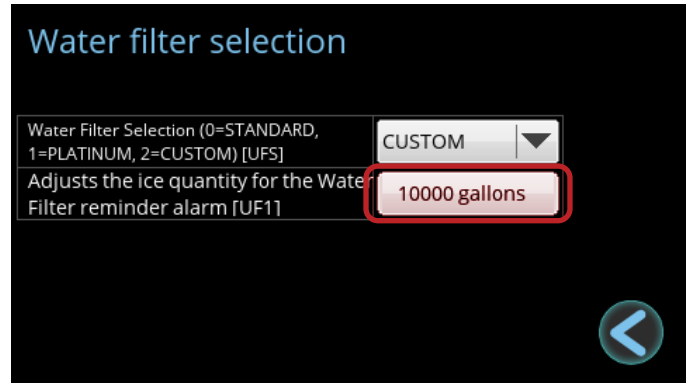 Water filter selection
Water Filter Selection (0=STANDARD,
1=PLATINUM, 2=CUSTOM) [UFS]
CUSTOM
Adjusts the ice quantity for the Water
Filter reminder alarm [UF1]
10000 gallons